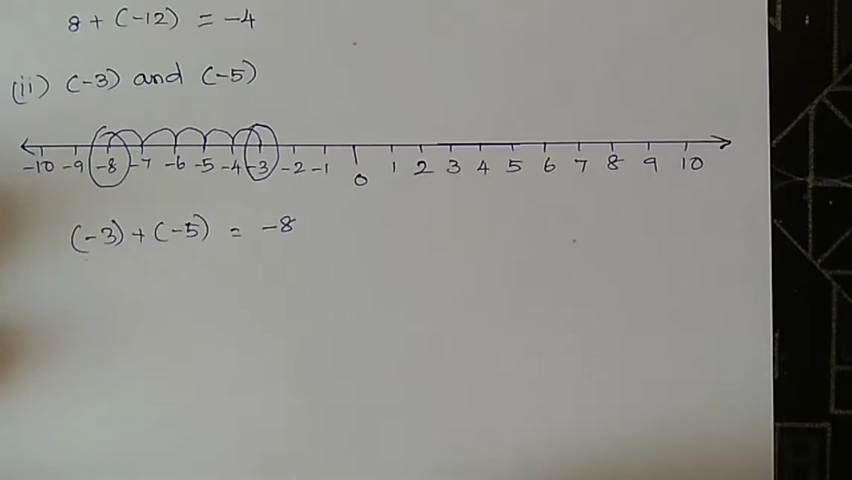 8 + (-12) = -4
(ii) (-3) and (-5)
-10 -9 -8 -7 -6 -5 -4 -3 -2 -1 0 1 2 3 4 5 6 7 8 9 10
(-3) + (-5) = -8